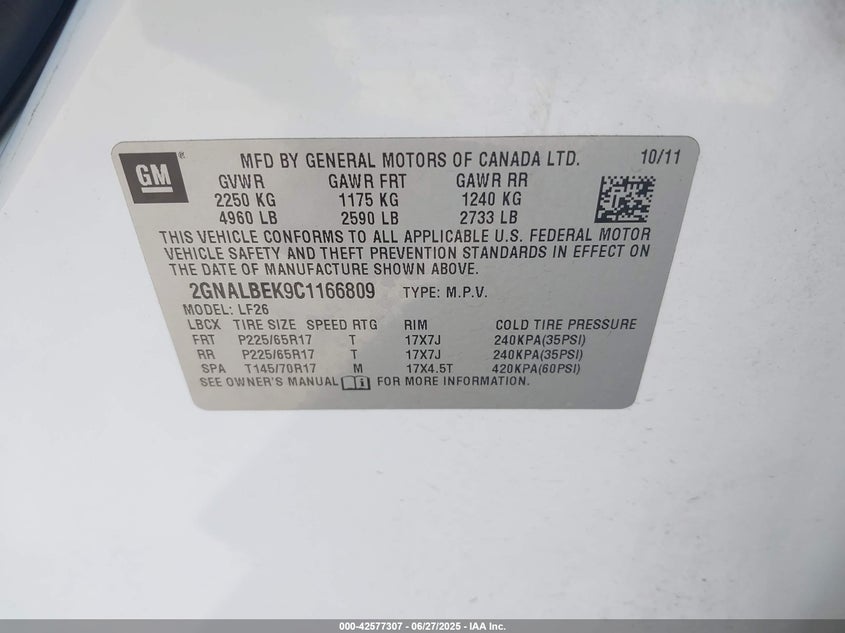 GM ® MFD BY GENERAL MOTORS OF CANADA LTD. 10/11
GVWR GAWR FRT GAWR RR
2250 KG 1175 KG 1240 KG
4960 LB 2590 LB 2733 LB
THIS VEHICLE CONFORMS TO ALL APPLICABLE U.S. FEDERAL MOTOR
VEHICLE SAFETY AND THEFT PREVENTION STANDARDS IN EFFECT ON
THE DATE OF MANUFACTURE SHOWN ABOVE.
2GNALBEK9C1166809 TYPE: M.P.V.
MODEL: LF26
LBCX TIRE SIZE SPEED RTG RIM COLD TIRE PRESSURE
FRT P225/65R17 T 17X7J 240KPA(35PSI)
RR P225/65R17 T 17X7J 240KPA(35PSI)
SPA T145/70R17 M 17X4.5T 420KPA(60PSI)
SEE OWNER'S MANUAL FOR MORE INFORMATION.
000-42577307 - 06/27/2025 - IAA Inc.